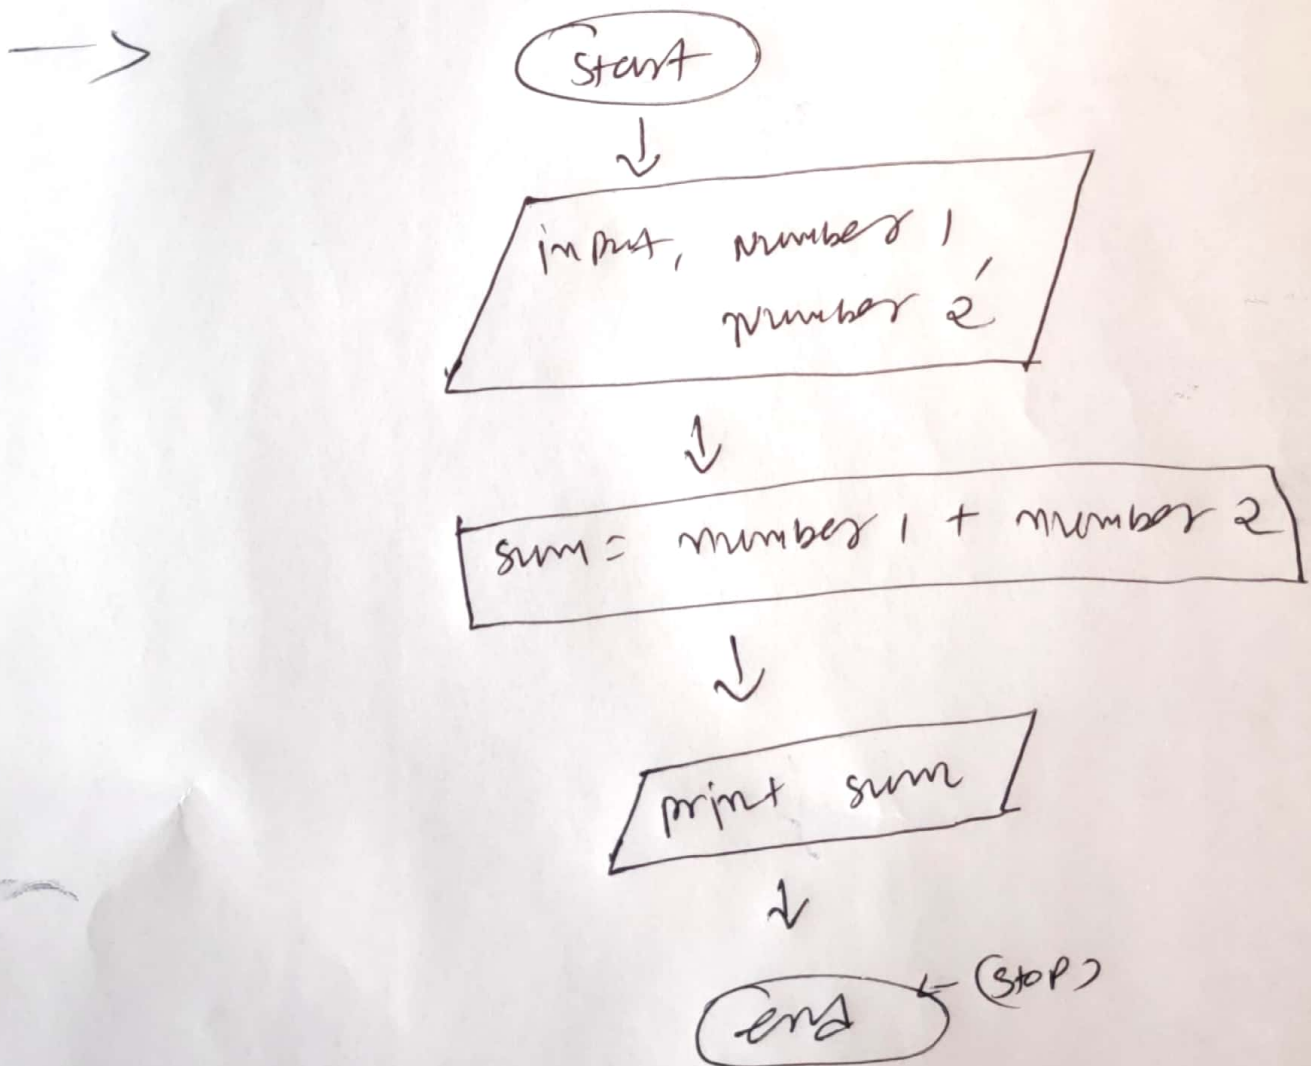 start
input, number 1,
number 2
sum = number 1 + number 2
print sum
end
(stop)